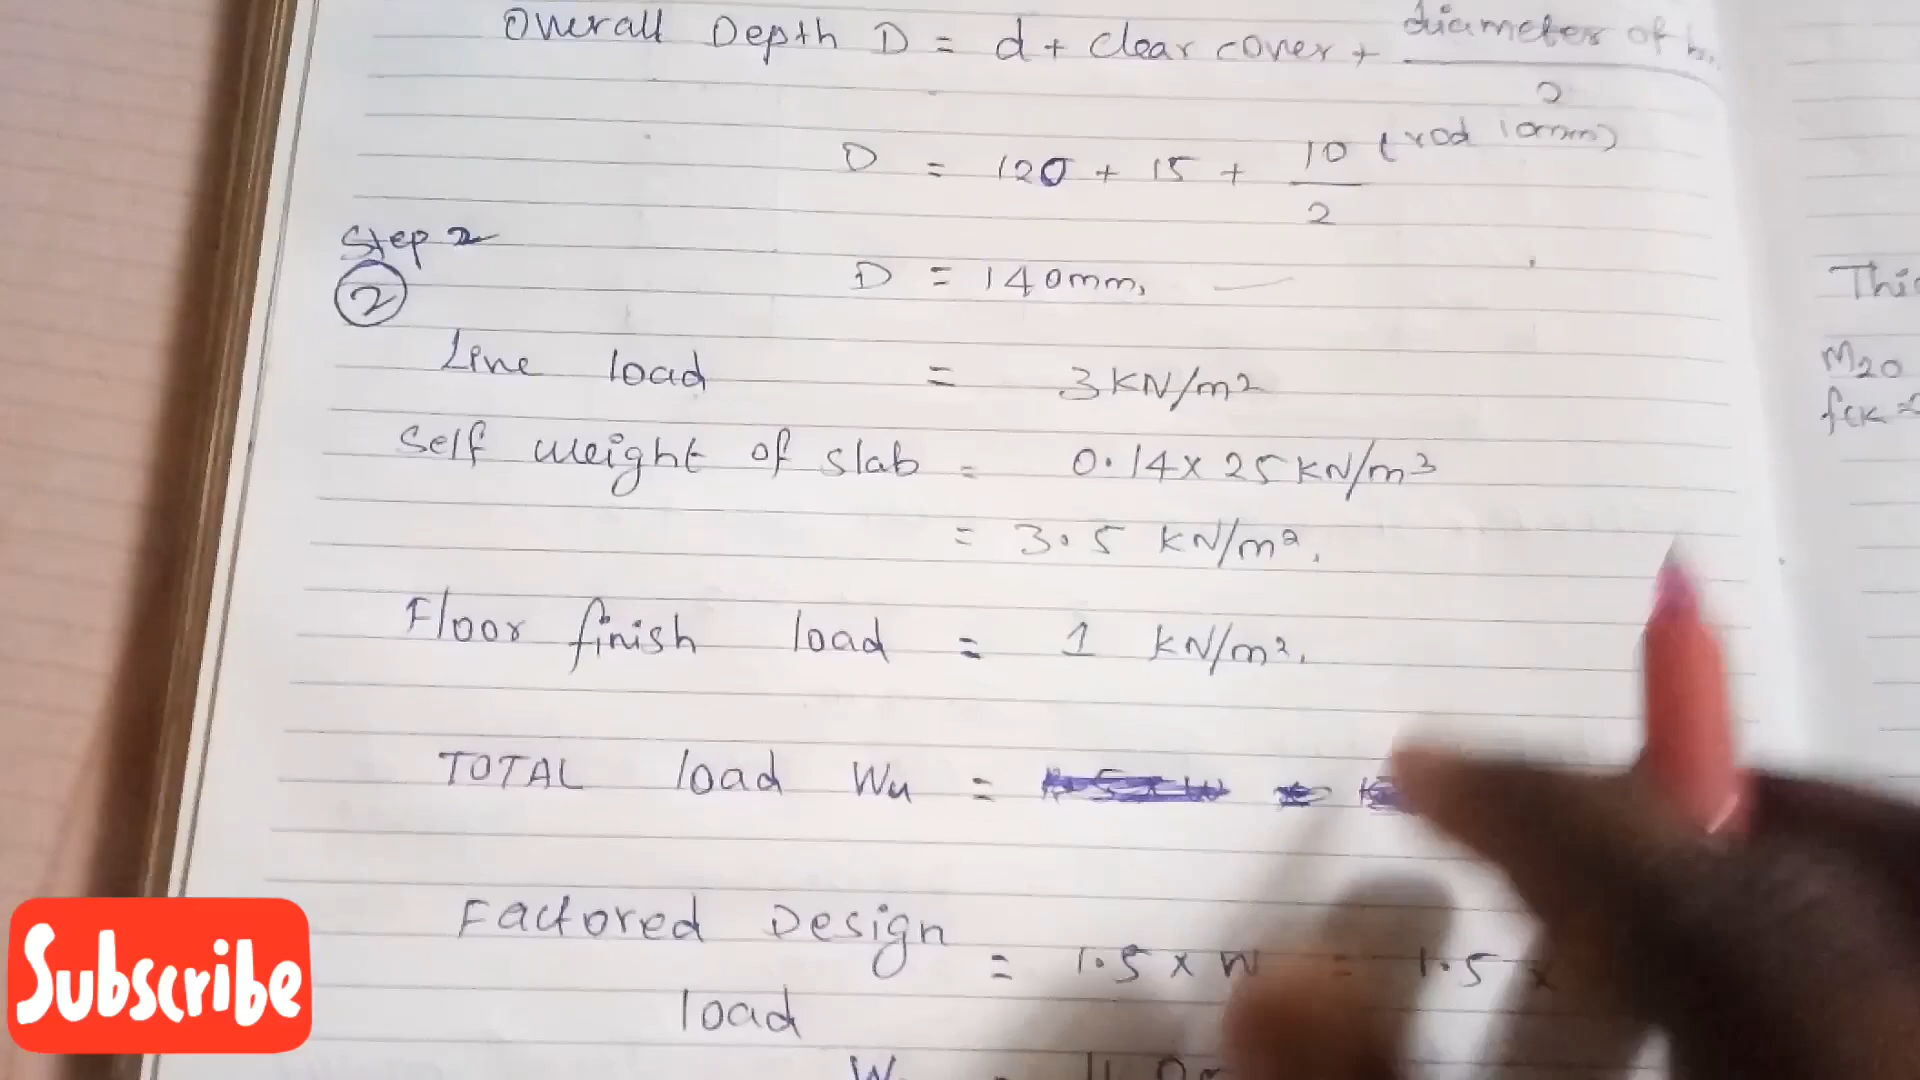 Overall Depth D = d + clear cover + diameter of
2
D = 120 + 15 + 10 (rod 10mm)
2
Step 2
2
D = 140mm,
Live load = 3 KN/m2
Self weight of slab = 0.14 x 25 KN/m3
= 3.5 KN/m2.
Floor finish load = 1 KN/m2.
TOTAL load Wu =
Factored Design
load = 1.5 x W = 1.5 x
M20
fck =
Subscribe